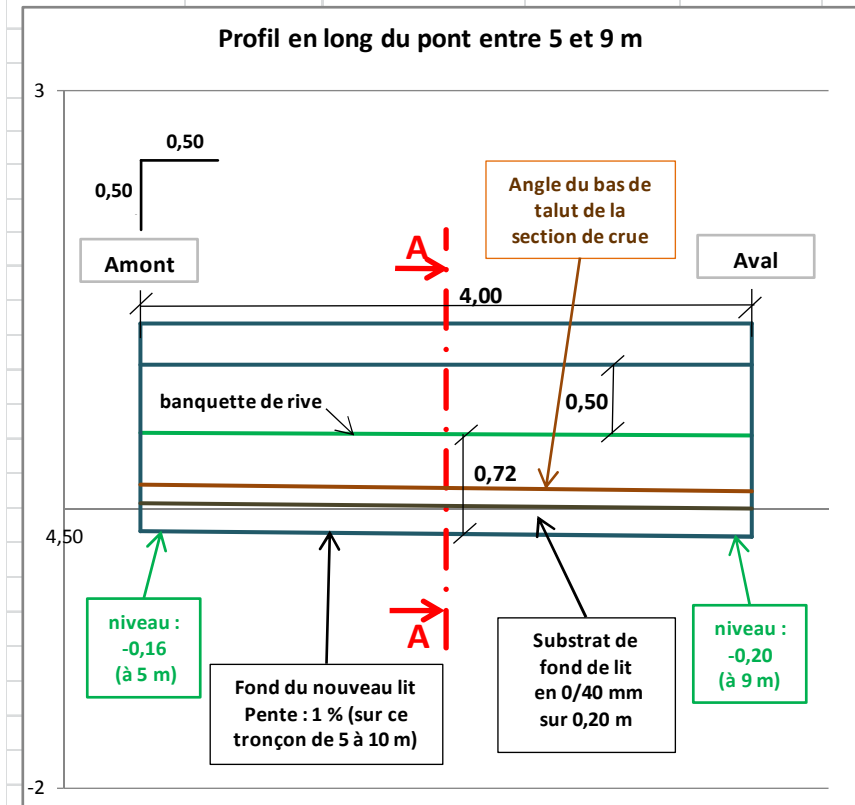 Profil en long du pont entre 5 et 9 m
3
0,50
0,50
Angle du bas de
talut de la
section de crue
Amont
A
Aval
4,00
banquette de rive
0,50
0,72
4,50
niveau :
-0,16
(à 5 m)
Fond du nouveau lit
Pente : 1 % (sur ce
tronçon de 5 à 10 m)
A
Substrat de
fond de lit
en 0/40 mm
sur 0,20 m
niveau :
-0,20
(à 9 m)
-2